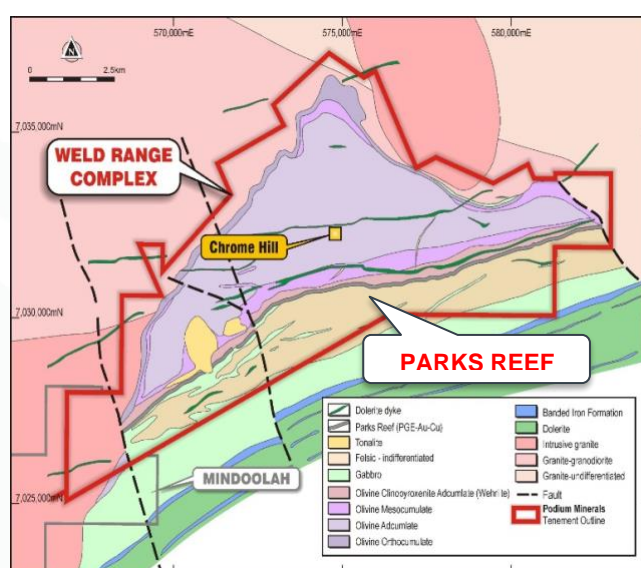 570,000mE
575,000mE
580,000mE
N
0
2.5km
7,035,000mN
WELD RANGE
COMPLEX
Chrome Hill
7,030,000mN
PARKS REEF
MINDOOLAH
7,025,000mN
Dolerite dyke
Parks Reef (PGE-Au-Cu)
Tonalite
Felsic - indifferentiated
Gabbro
Olivine Clinopyroxenite Adcumlate (Wehrlite)
Olivine Mesocumulate
Olivine Adcumlate
Olivine Orthocumulate
Banded Iron Formation
Dolerite
Intrusive granite
Granite-granodiorite
Granite-undifferentiated
Fault
Podium Minerals
Tenement Outline